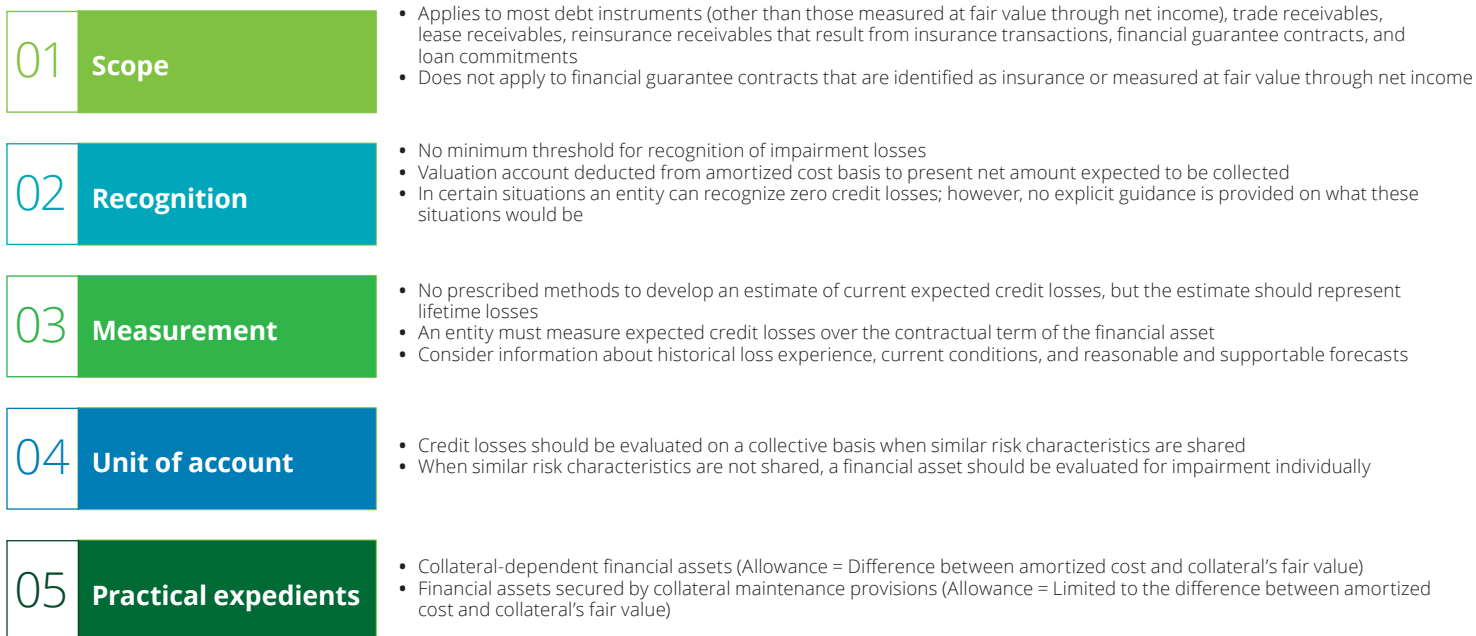 01 Scope
• Applies to most debt instruments (other than those measured at fair value through net income), trade receivables,
lease receivables, reinsurance receivables that result from insurance transactions, financial guarantee contracts, and
loan commitments
• Does not apply to financial guarantee contracts that are identified as insurance or measured at fair value through net income
02 Recognition
• No minimum threshold for recognition of impairment losses
• Valuation account deducted from amortized cost basis to present net amount expected to be collected
• In certain situations an entity can recognize zero credit losses; however, no explicit guidance is provided on what these
situations would be
03 Measurement
• No prescribed methods to develop an estimate of current expected credit losses, but the estimate should represent
lifetime losses
• An entity must measure expected credit losses over the contractual term of the financial asset
• Consider information about historical loss experience, current conditions, and reasonable and supportable forecasts
04 Unit of account
• Credit losses should be evaluated on a collective basis when similar risk characteristics are shared
• When similar risk characteristics are not shared, a financial asset should be evaluated for impairment individually
05 Practical expedients
• Collateral-dependent financial assets (Allowance = Difference between amortized cost and collateral’s fair value)
• Financial assets secured by collateral maintenance provisions (Allowance = Limited to the difference between amortized
cost and collateral’s fair value)